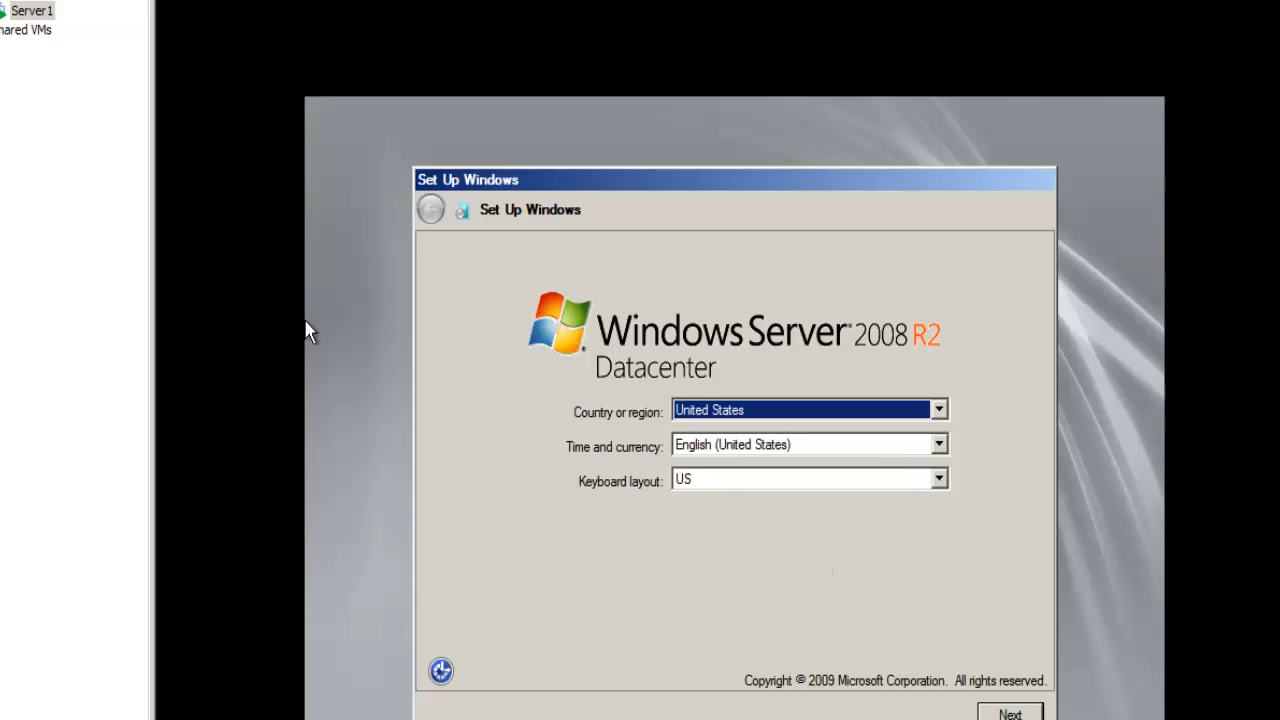 Server1
hared VMs
Set Up Windows
Set Up Windows
Windows Server 2008 R2
Datacenter
Country or region: United States
Time and currency: English (United States)
Keyboard layout: US
Copyright © 2009 Microsoft Corporation. All rights reserved.
Next